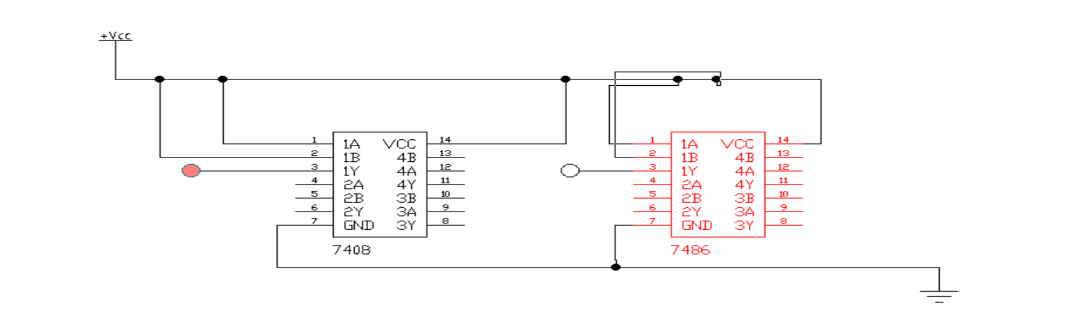 +Vcc
1 1A VCC 14
2 1B 4B 13
3 1Y 4A 12
4 2A 4Y 11
5 2B 3B 10
6 2Y 3A 9
7 GND 3Y 8
7408
1 1A VCC 14
2 1B 4B 13
3 1Y 4A 12
4 2A 4Y 11
5 2B 3B 10
6 2Y 3A 9
7 GND 3Y 8
7486